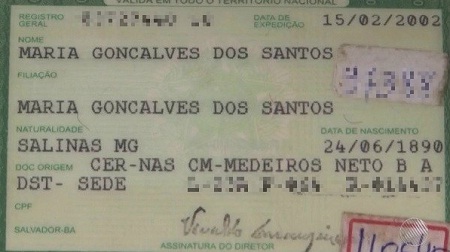 VÁLIDA EM TODO O TERRITÓRIO NACIONAL
REGISTRO GERAL
DATA DE EXPEDIÇÃO 15/02/2002
NOME
MARIA GONCALVES DOS SANTOS
FILIAÇÃO
MARIA GONCALVES DOS SANTOS
NATURALIDADE DATA DE NASCIMENTO
SALINAS MG 24/06/1890
DOC ORIGEM CER-NAS CM-MEDEIROS NETO B A
DST- SEDE
CPF
SALVADOR-BA
ASSINATURA DO DIRETOR